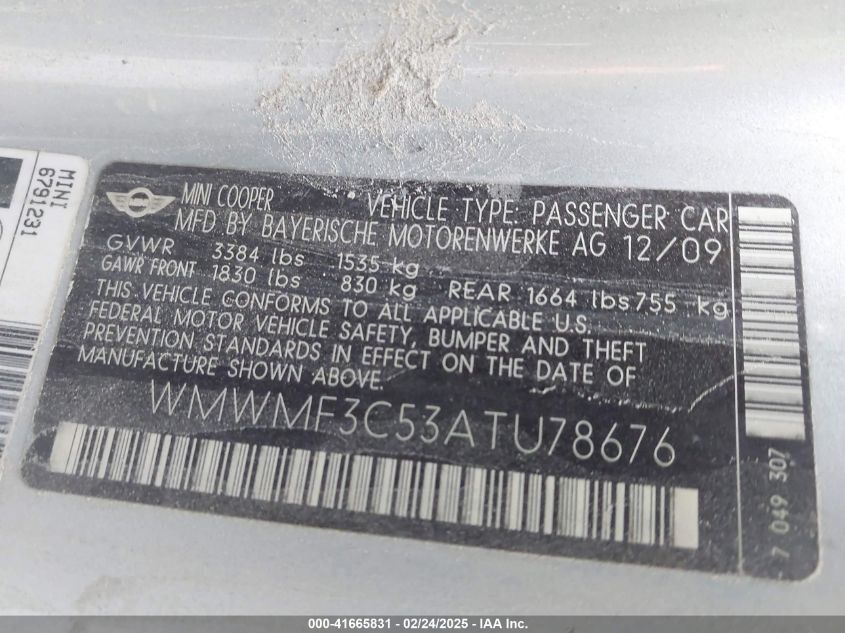 MINI
6791231
MINI COOPER VEHICLE TYPE: PASSENGER CAR
MFD BY BAYERISCHE MOTORENWERKE AG 12/09
GVWR 3384 lbs 1535 kg
GAWR FRONT 1830 lbs 830 kg REAR 1664 lbs 755 kg
THIS VEHICLE CONFORMS TO ALL APPLICABLE U.S.
FEDERAL MOTOR VEHICLE SAFETY, BUMPER AND THEFT
PREVENTION STANDARDS IN EFFECT ON THE DATE OF
MANUFACTURE SHOWN ABOVE.
WMWMF3C53ATU78676
7 049 307
000-41665831 - 02/24/2025 - IAA Inc.